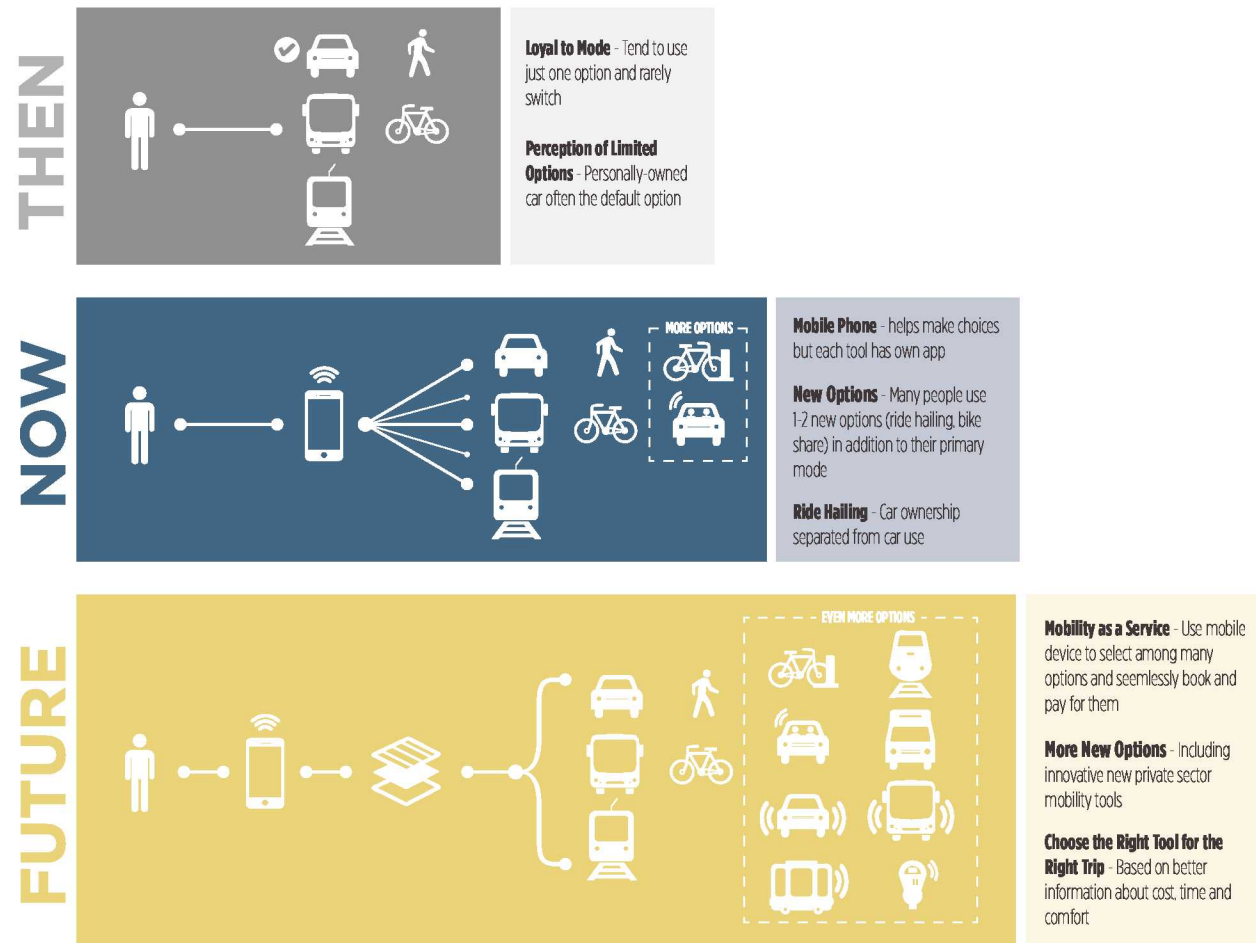 THEN
Loyal to Mode - Tend to use
just one option and rarely
switch
Perception of Limited
Options - Personally-owned
car often the default option
NOW
MORE OPTIONS
Mobile Phone - helps make choices
but each tool has own app
New Options - Many people use
1-2 new options (ride hailing, bike
share) in addition to their primary
mode
Ride Hailing - Car ownership
separated from car use
FUTURE
EVEN MORE OPTIONS
Mobility as a Service - Use mobile
device to select among many
options and seemlessly book and
pay for them
More New Options - Including
innovative new private sector
mobility tools
Choose the Right Tool for the
Right Trip - Based on better
information about cost, time and
comfort